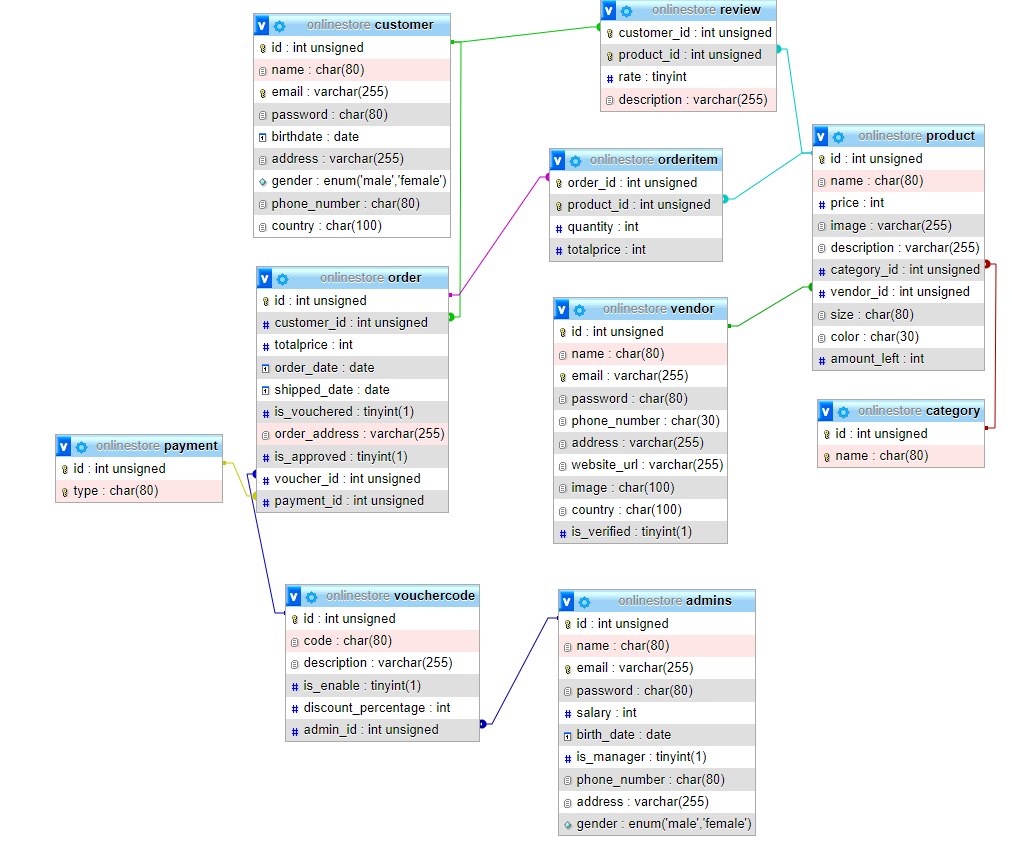 onlinestore customer
id : int unsigned
name : char(80)
email : varchar(255)
password : char(80)
birthdate : date
address : varchar(255)
gender : enum('male','female')
phone_number : char(80)
country : char(100)
onlinestore review
customer_id : int unsigned
product_id : int unsigned
rate : tinyint
description : varchar(255)
onlinestore product
id : int unsigned
name : char(80)
price : int
image : varchar(255)
description : varchar(255)
category_id : int unsigned
vendor_id : int unsigned
size : char(80)
color : char(30)
amount_left : int
onlinestore orderitem
order_id : int unsigned
product_id : int unsigned
quantity : int
totalprice : int
onlinestore order
id : int unsigned
customer_id : int unsigned
totalprice : int
order_date : date
shipped_date : date
is_vouchered : tinyint(1)
order_address : varchar(255)
is_approved : tinyint(1)
voucher_id : int unsigned
payment_id : int unsigned
onlinestore vendor
id : int unsigned
name : char(80)
email : varchar(255)
password : char(80)
phone_number : char(30)
address : varchar(255)
website_url : varchar(255)
image : char(100)
country : char(100)
is_verified : tinyint(1)
onlinestore category
id : int unsigned
name : char(80)
onlinestore payment
id : int unsigned
type : char(80)
onlinestore vouchercode
id : int unsigned
code : char(80)
description : varchar(255)
is_enable : tinyint(1)
discount_percentage : int
admin_id : int unsigned
onlinestore admins
id : int unsigned
name : char(80)
email : varchar(255)
password : char(80)
salary : int
birth_date : date
is_manager : tinyint(1)
phone_number : char(80)
address : varchar(255)
gender : enum('male','female')